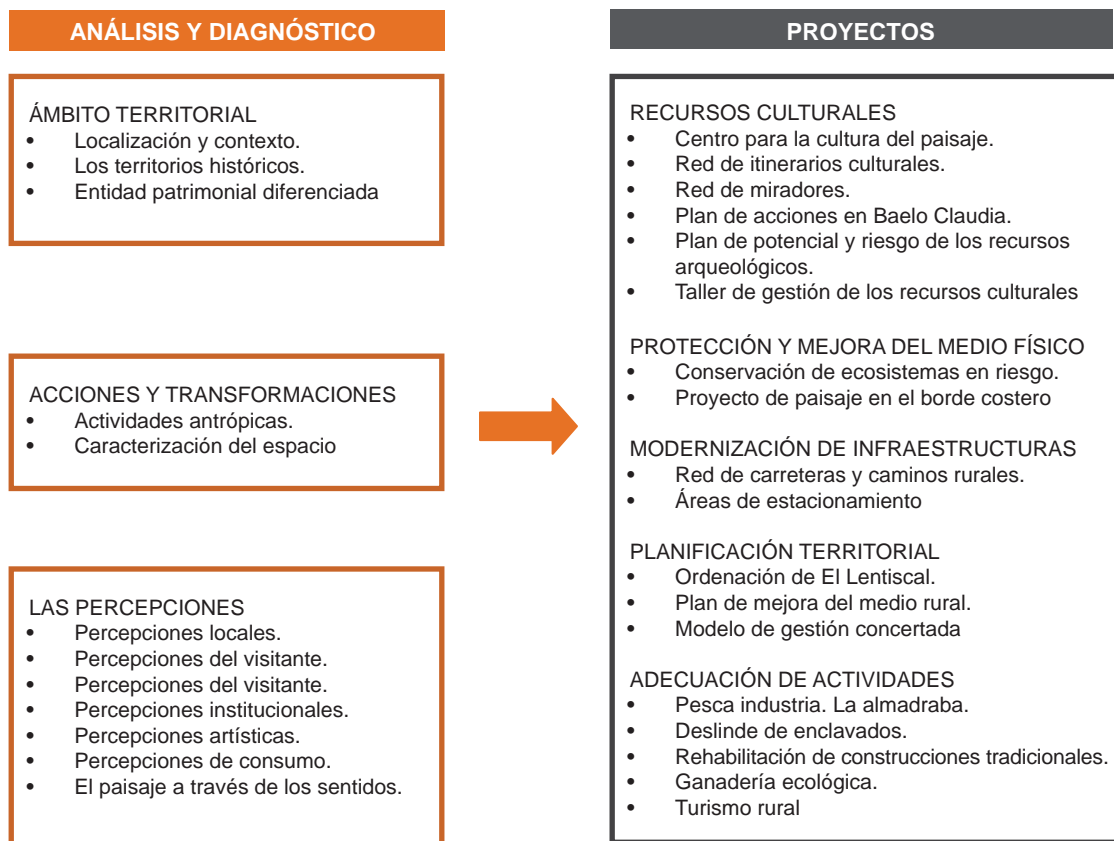 ANÁLISIS Y DIAGNÓSTICO
ÁMBITO TERRITORIAL
• Localización y contexto.
• Los territorios históricos.
• Entidad patrimonial diferenciada
ACCIONES Y TRANSFORMACIONES
• Actividades antrópicas.
• Caracterización del espacio
LAS PERCEPCIONES
• Percepciones locales.
• Percepciones del visitante.
• Percepciones del visitante.
• Percepciones institucionales.
• Percepciones artísticas.
• Percepciones de consumo.
• El paisaje a través de los sentidos.
PROYECTOS
RECURSOS CULTURALES
• Centro para la cultura del paisaje.
• Red de itinerarios culturales.
• Red de miradores.
• Plan de acciones en Baelo Claudia.
• Plan de potencial y riesgo de los recursos
arqueológicos.
• Taller de gestión de los recursos culturales
PROTECCIÓN Y MEJORA DEL MEDIO FÍSICO
• Conservación de ecosistemas en riesgo.
• Proyecto de paisaje en el borde costero
MODERNIZACIÓN DE INFRAESTRUCTURAS
• Red de carreteras y caminos rurales.
• Áreas de estacionamiento
PLANIFICACIÓN TERRITORIAL
• Ordenación de El Lentiscal.
• Plan de mejora del medio rural.
• Modelo de gestión concertada
ADECUACIÓN DE ACTIVIDADES
• Pesca industria. La almadraba.
• Deslinde de enclavados.
• Rehabilitación de construcciones tradicionales.
• Ganadería ecológica.
• Turismo rural